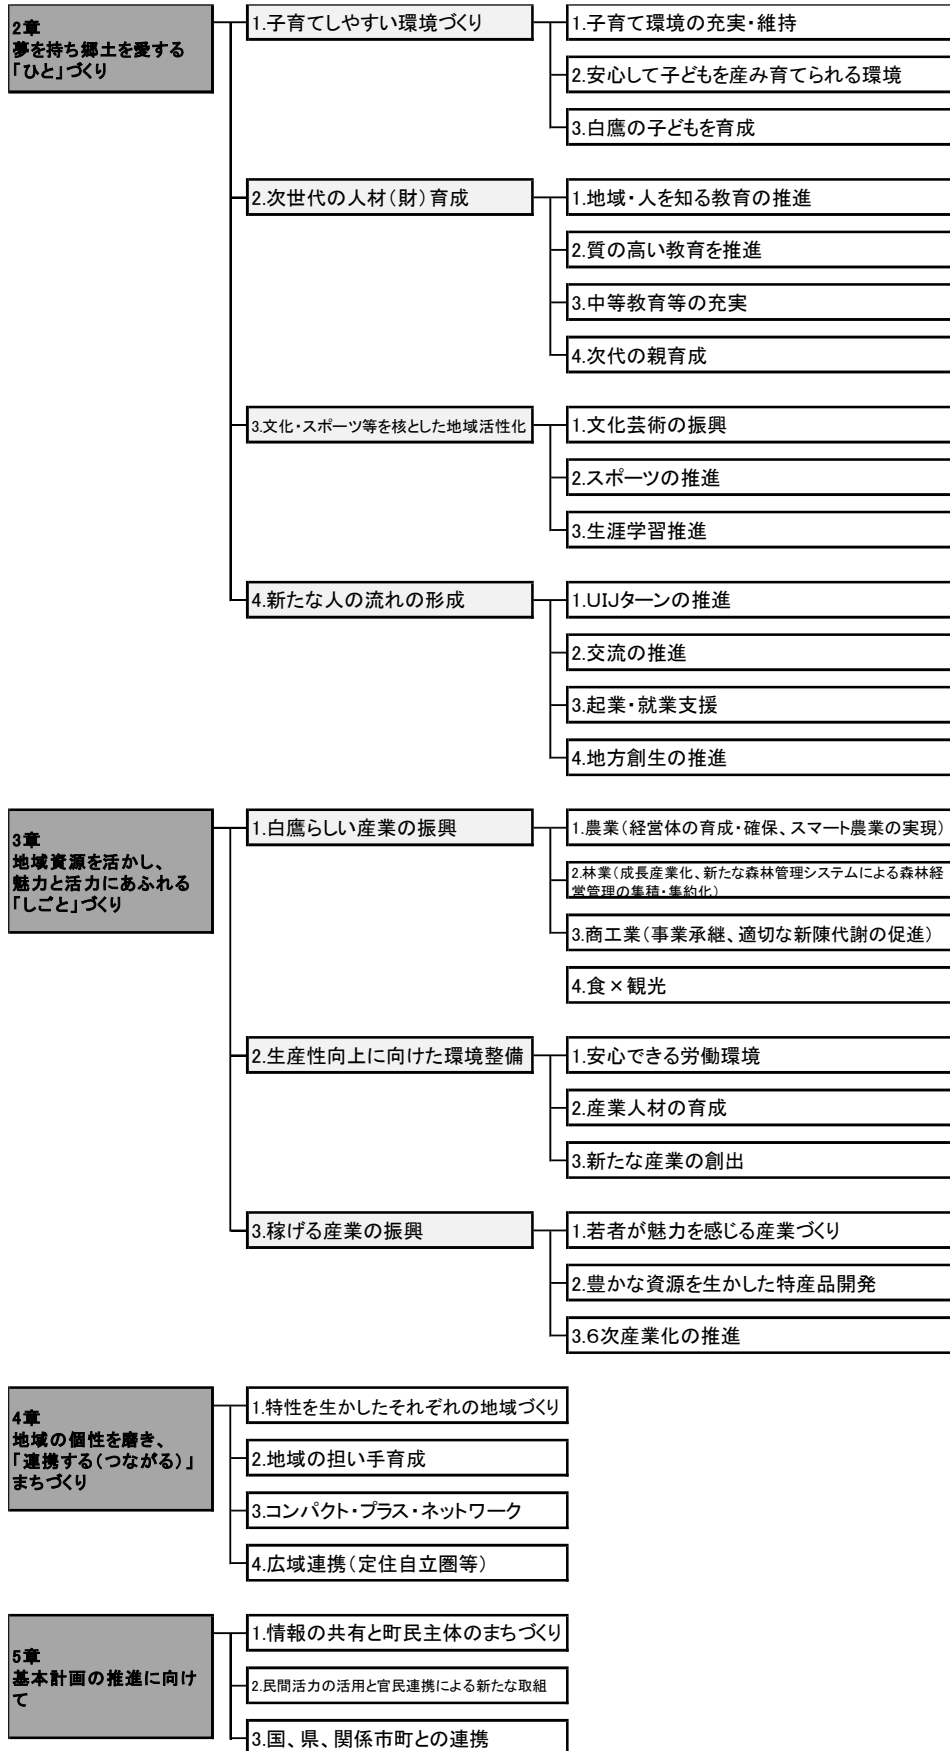 2章
夢を持ち郷土を愛する
「ひと」づくり
1.子育てしやすい環境づくり
1.子育て環境の充実・維持
2.安心して子どもを産み育てられる環境
3.白鷹の子どもを育成
2.次世代の人材(財)育成
1.地域・人を知る教育の推進
2.質の高い教育を推進
3.中等教育等の充実
4.次代の親育成
3.文化・スポーツ等を核とした地域活性化
1.文化芸術の振興
2.スポーツの推進
3.生涯学習推進
4.新たな人の流れの形成
1.UIJターンの推進
2.交流の推進
3.起業・就業支援
4.地方創生の推進
3章
地域資源を活かし、
魅力と活力にあふれる
「しごと」づくり
1.白鷹らしい産業の振興
1.農業(経営体の育成・確保、スマート農業の実現)
2.林業(成長産業化、新たな森林管理システムによる森林経
営管理の集積・集約化)
3.商工業(事業承継、適切な新陳代謝の促進)
4.食×観光
2.生産性向上に向けた環境整備
1.安心できる労働環境
2.産業人材の育成
3.新たな産業の創出
3.稼げる産業の振興
1.若者が魅力を感じる産業づくり
2.豊かな資源を生かした特産品開発
3.6次産業化の推進
4章
地域の個性を磨き、
「連携する(つながる)」
まちづくり
1.特性を生かしたそれぞれの地域づくり
2.地域の担い手育成
3.コンパクト・プラス・ネットワーク
4.広域連携(定住自立圏等)
5章
基本計画の推進に向け
て
1.情報の共有と町民主体のまちづくり
2.民間活力の活用と官民連携による新たな取組
3.国、県、関係市町との連携